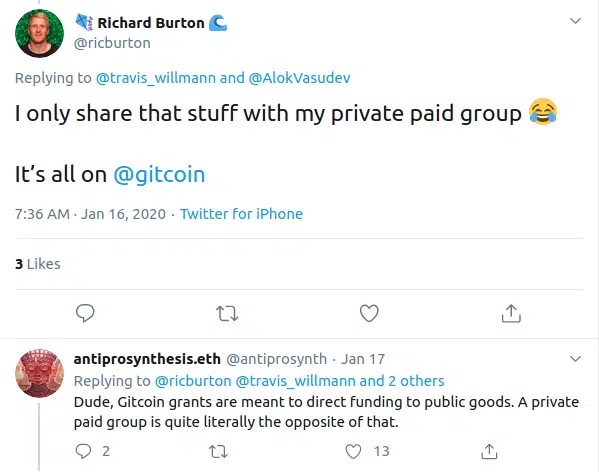 🪁 Richard Burton 🌊
@ricburton
Replying to @travis_willmann and @AlokVasudev
I only share that stuff with my private paid group 😂
It’s all on @gitcoin
7:36 AM · Jan 16, 2020 · Twitter for iPhone
3 Likes
antiprosynthesis.eth @antiprosynth · Jan 17
Replying to @ricburton @travis_willmann and 2 others
Dude, Gitcoin grants are meant to direct funding to public goods. A private
paid group is quite literally the opposite of that.
2 13